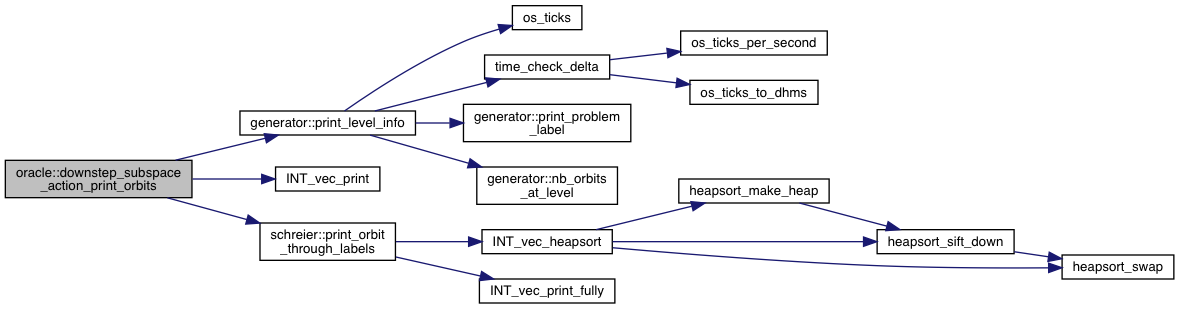 os_ticks
os_ticks_per_second
time_check_delta
os_ticks_to_dhms
generator::print_level_info
generator::print_problem
_label
oracle::downstep_subspace
_action_print_orbits
INT_vec_print
generator::nb_orbits
_at_level
heapsort_make_heap
schreier::print_orbit
_through_labels
INT_vec_heapsort
heapsort_sift_down
heapsort_swap
INT_vec_print_fully